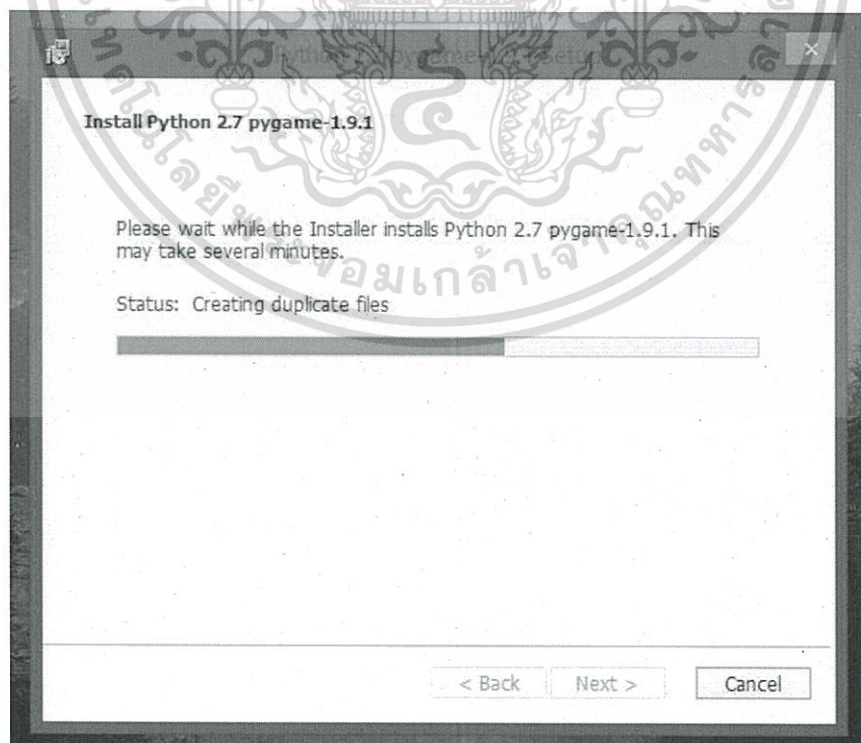 Install Python 2.7 pygame-1.9.1
Please wait while the Installer installs Python 2.7 pygame-1.9.1. This
may take several minutes.
Status: Creating duplicate files
< Back
Next >
Cancel